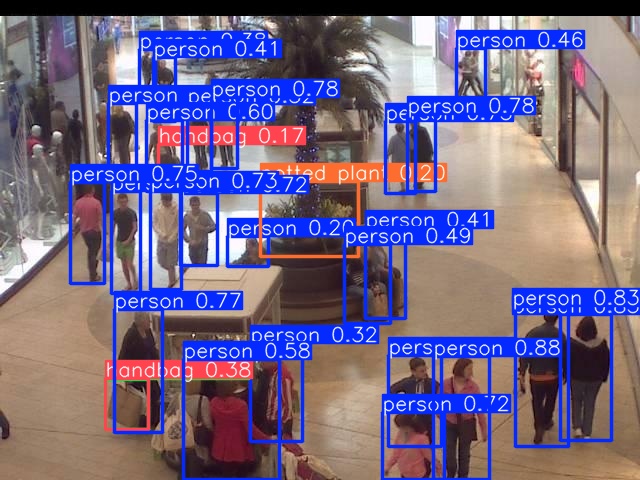 person 0.46
person 0.41
person 0.78
person 0.78
person
person 0.60
handbag 0.17
person 0.75
potted plant 0.20
0.73
0.72
person 0.20
person 0.41
person 0.49
person 0.77
person 0.83
person 0.32
person 0.58
person 0.88
handbag 0.38
person 0.72